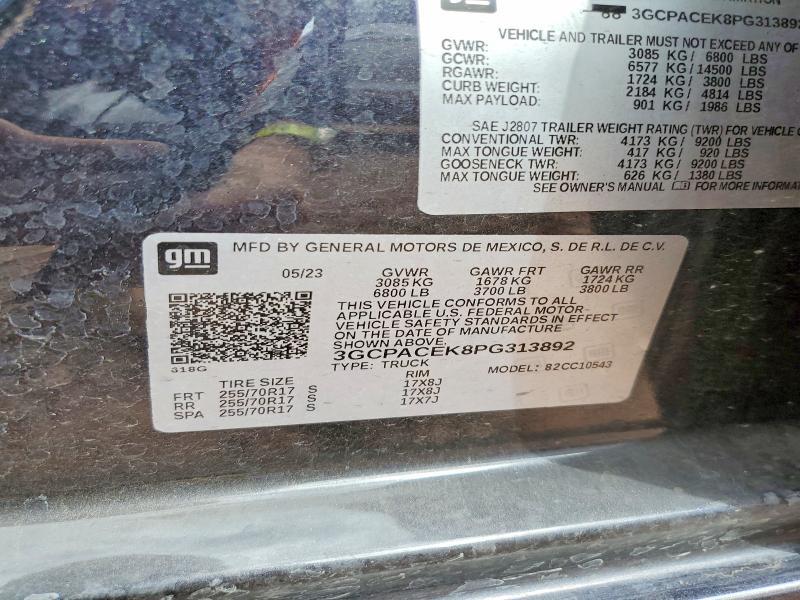 3GCPACEK8PG313892
VEHICLE AND TRAILER MUST NOT EXCEED ANY OF
GVWR: 3085 KG / 6800 LBS
GCWR: 6577 KG / 14500 LBS
RGAWR: 1724 KG / 3800 LBS
CURB WEIGHT: 2184 KG / 4814 LBS
MAX PAYLOAD: 901 KG / 1986 LBS
SAE J2807 TRAILER WEIGHT RATING (TWR) FOR VEHICLE
CONVENTIONAL TWR: 4173 KG / 9200 LBS
MAX TONGUE WEIGHT: 417 KG / 920 LBS
GOOSENECK TWR: 4173 KG / 9200 LBS
MAX TONGUE WEIGHT: 626 KG / 1380 LBS
SEE OWNER'S MANUAL FOR MORE
gm MFD BY GENERAL MOTORS DE MEXICO, S. DE R.L. DE C.V.
05/23 GVWR GAWR FRT GAWR RR
3085 KG 1678 KG 1724 KG
6800 LB 3700 LB 3800 LB
THIS VEHICLE CONFORMS TO ALL
APPLICABLE U.S. FEDERAL MOTOR
VEHICLE SAFETY STANDARDS IN EFFECT
ON THE DATE OF MANUFACTURE
SHOWN ABOVE.
3GCPACEK8PG313892
318G
TYPE: TRUCK MODEL: 82CC10543
TIRE SIZE RIM
FRT 255/70R17 S 17X8J
RR 255/70R17 S 17X8J
SPA 255/70R17 S 17X7J